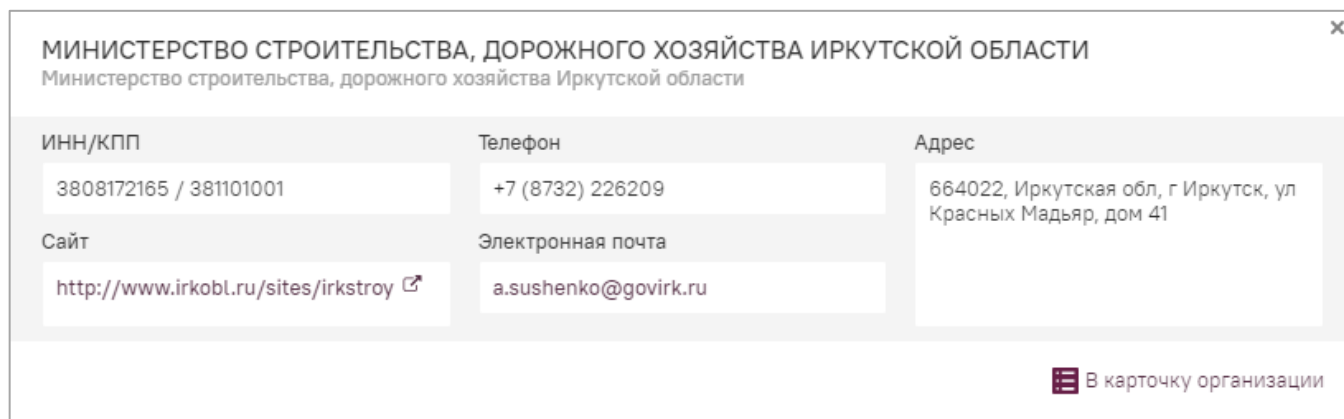 МИНИСТЕРСТВО СТРОИТЕЛЬСТВА, ДОРОЖНОГО ХОЗЯЙСТВА ИРКУТСКОЙ ОБЛАСТИ
Министерство строительства, дорожного хозяйства Иркутской области
ИНН/КПП
3808172165 / 381101001
Телефон
+7 (8732) 226209
Адрес
664022, Иркутская обл, г Иркутск, ул
Красных Мадьяр, дом 41
Сайт
http://www.irkobl.ru/sites/irkstroy
Электронная почта
a.sushenko@govirk.ru
В карточку организации